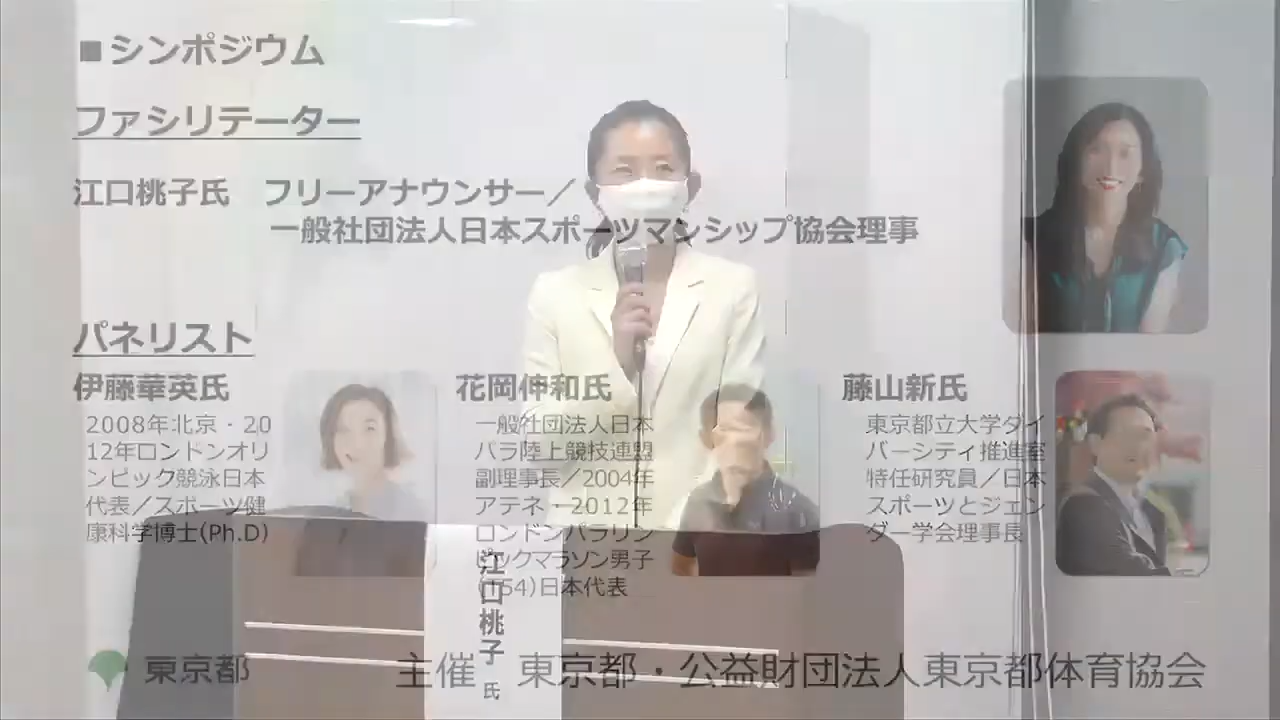 ■シンポジウム
ファシリテーター
江口桃子氏　フリーアナウンサー／
一般社団法人日本スポーツマンシップ協会理事
パネリスト
伊藤華英氏
2008年北京・20
12年ロンドンオリ
ンピック競泳日本
代表／スポーツ健
康科学博士(Ph.D)
花岡伸和氏
一般社団法人日本
パラ陸上競技連盟
副理事長／2004年
アテネ・2012年
ロンドンパラリン
ピックマラソン男子
(T54)日本代表
藤山新氏
東京都立大学ダイ
バーシティ推進室
特任研究員／日本
スポーツとジェン
ダー学会理事長
江口桃子氏
東京都
主催　東京都・公益財団法人東京都体育協会